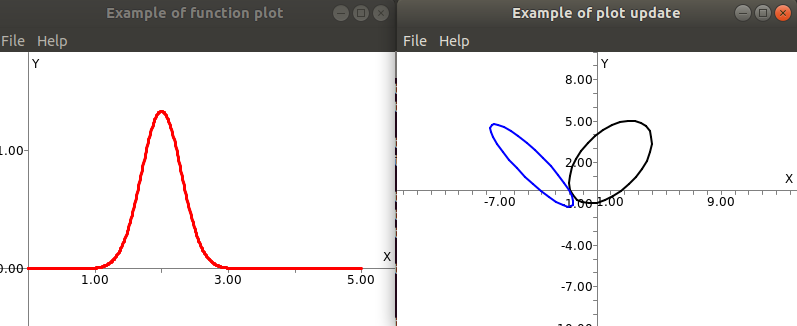 Example of function plot
File Help
Y
1.00
0.00
X
1.00 3.00 5.00
Example of plot update
File Help
Y
8.00
5.00
2.00
X
-7.00 1.00 1.00 9.00
-4.00
-7.00